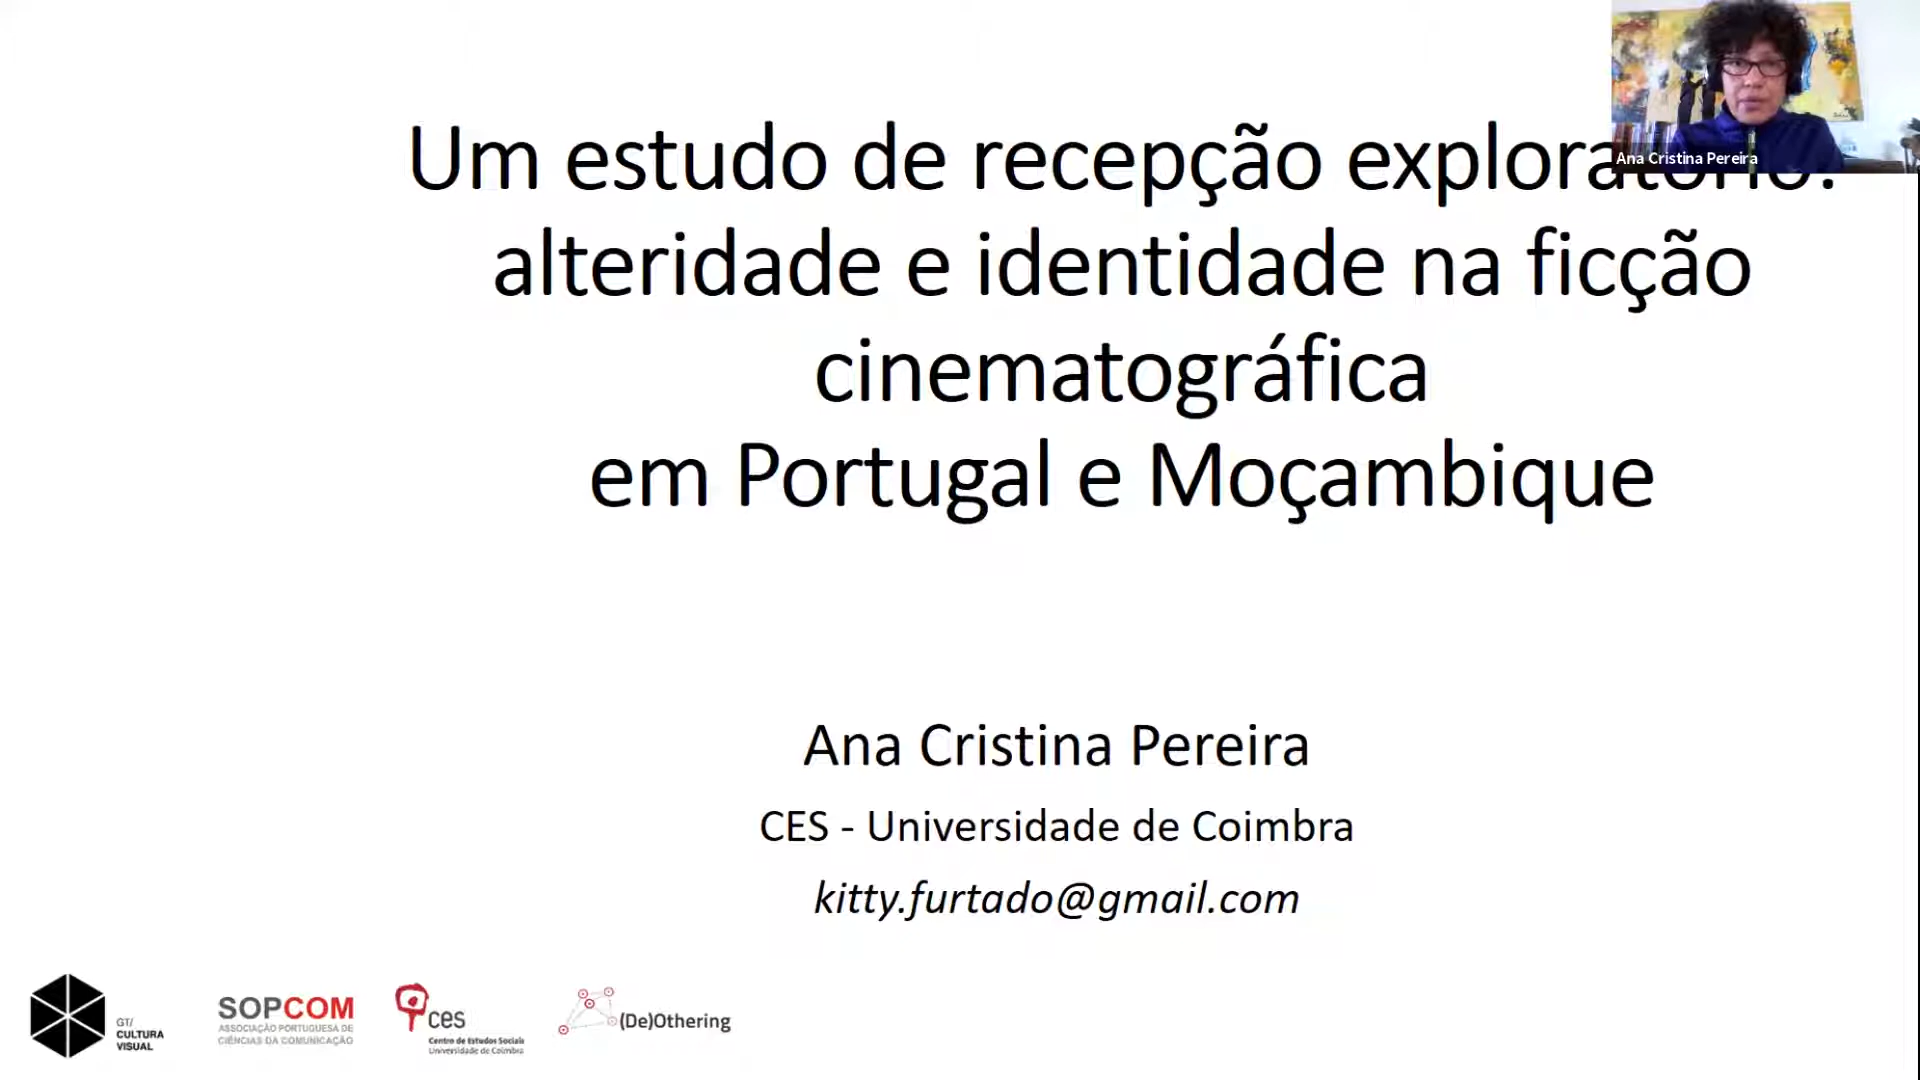 Um estudo de recepção exploratório:
alteridade e identidade na ficção
cinematográfica
em Portugal e Moçambique
Ana Cristina Pereira
Ana Cristina Pereira
CES - Universidade de Coimbra
kitty.furtado@gmail.com
GT/
CULTURA
VISUAL
SOPCOM
ASSOCIAÇÃO PORTUGUESA DE
CIÊNCIAS DA COMUNICAÇÃO
ces
Centro de Estudos Sociais
Universidade de Coimbra
(De)Othering